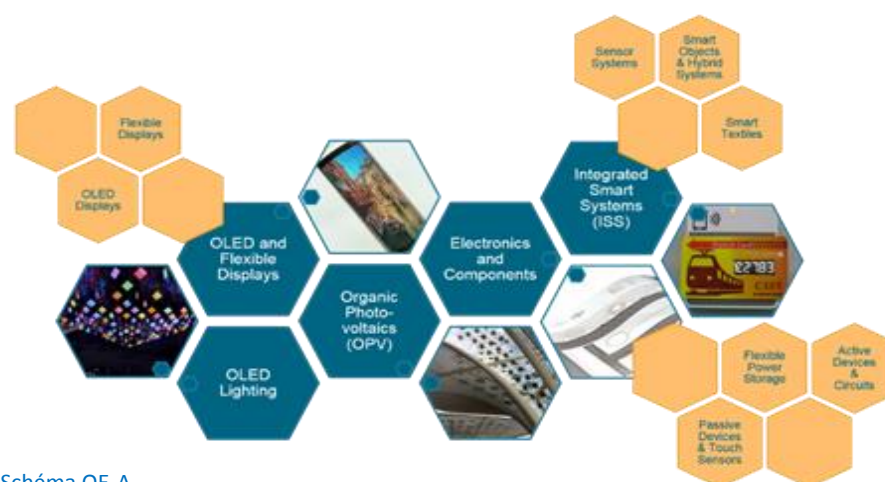 Sensor
Systems
Smart
Objects
& Hybrid
Systems
Smart
Textiles
Flexible
Displays
OLED
Displays
Integrated
Smart
Systems
(ISS)
OLED and
Flexible
Displays
Electronics
and
Components
Organic
Photo-
voltaics
(OPV)
OLED
Lighting
Flexible
Power
Storage
Active
Devices
&
Circuits
Passive
Devices
& Touch
Sensors
Schéma OE-A